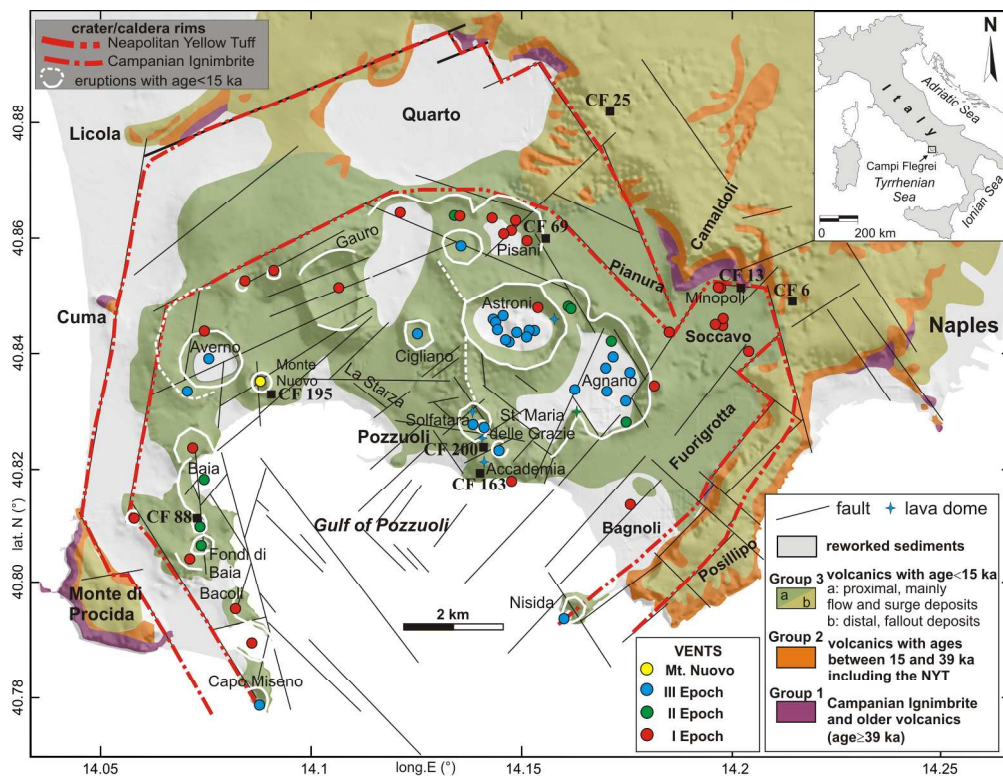 crater/caldera rims
Neapolitan Yellow Tuff
Campanian Ignimbrite
eruptions with age<15 ka
N
Italy
Adriatic Sea
Campi Flegrei
Tyrrhenian
Sea
Ionian Sea
0 200 km
40.88
40.86
40.84
40.82
40.80
40.78
lat. N (°)
Licola
Quarto
CF 25
Camaldoli
Gauro
CF 69
Pisani
Pianura
CF 13
Minopoli
CF 6
Cuma
Astroni
Soccavo
Naples
Averno
Cigliano
Agnano
Monte
Nuovo
CF 195
La Starza
Solfatara
St. Maria
delle Grazie
Pozzuoli
CF 200
Fuorigrotta
Accademia
CF 163
Baia
CF 88
Gulf of Pozzuoli
Bagnoli
Fondi di
Baia
Posillipo
Monte di
Procida
Bacoli
Nisida
2 km
Capo Miseno
VENTS
Mt. Nuovo
III Epoch
II Epoch
I Epoch
fault
lava dome
reworked sediments
Group 3
a
b
volcanics with age<15 ka
a: proximal, mainly
flow and surge deposits
b: distal, fallout deposits
Group 2
volcanics with ages
between 15 and 39 ka
including the NYT
Group 1
Campanian Ignimbrite
and older volcanics
(age≥39 ka)
14.05
14.1
long.E (°)
14.15
14.2
14.25